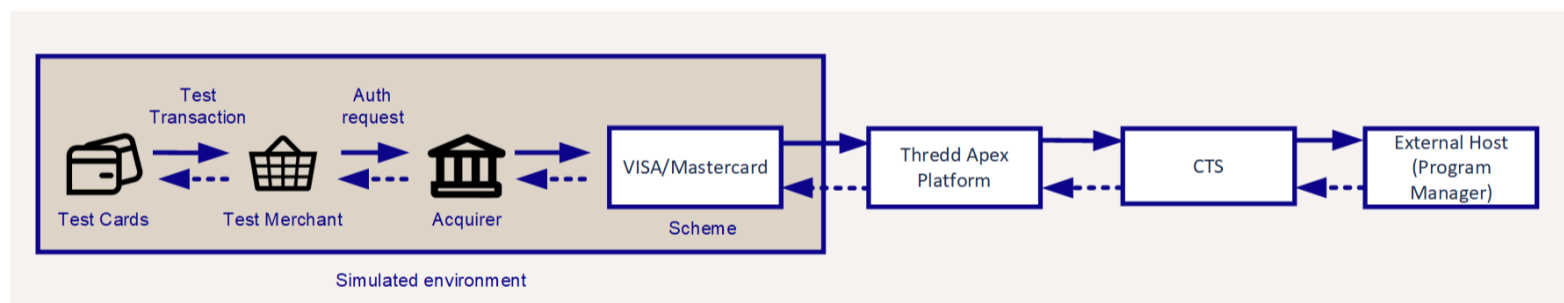 Test
Transaction
Auth
request
VISA/Mastercard
Thredd Apex
Platform
CTS
External Host
(Program
Manager)
Test Cards
Test Merchant
Acquirer
Scheme
Simulated environment